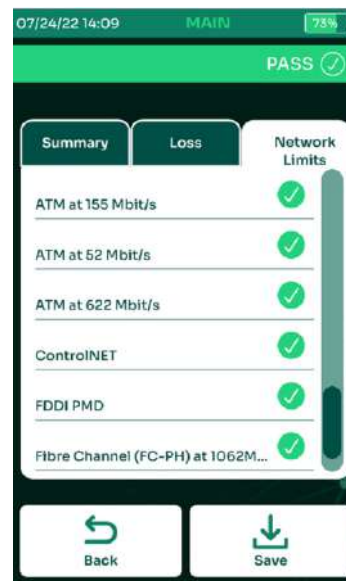 07/24/22 14:09 MAIN 73%
PASS
Summary Loss Network
Limits
ATM at 155 Mbit/s
ATM at 52 Mbit/s
ATM at 622 Mbit/s
ControlNET
FDDI PMD
Fibre Channel (FC-PH) at 1062M...
Back Save